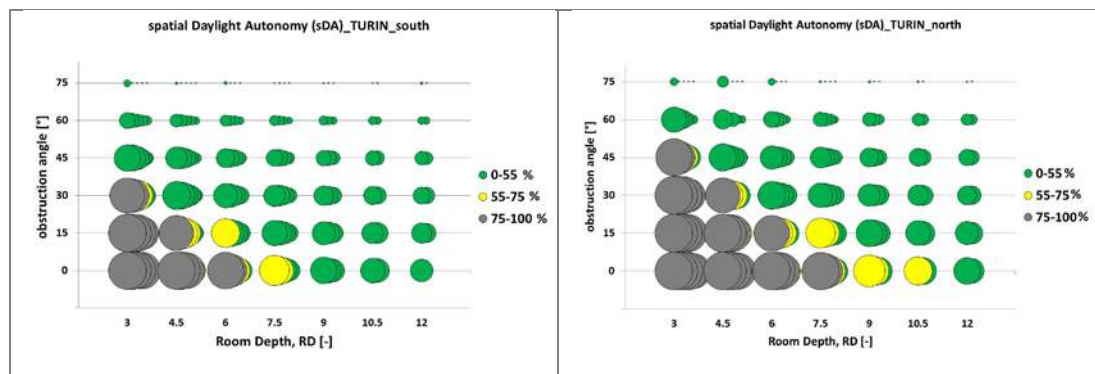 spatial Daylight Autonomy (sDA)_TURIN_south
obstruction angle [°]
75
60
45
30
15
0
3 4.5 6 7.5 9 10.5 12
Room Depth, RD [-]
0-55 %
55-75 %
75-100 %
spatial Daylight Autonomy (sDA)_TURIN_north
obstruction angle [°]
75
60
45
30
15
0
3 4.5 6 7.5 9 10.5 12
Room Depth, RD [-]
0-55 %
55-75 %
75-100%